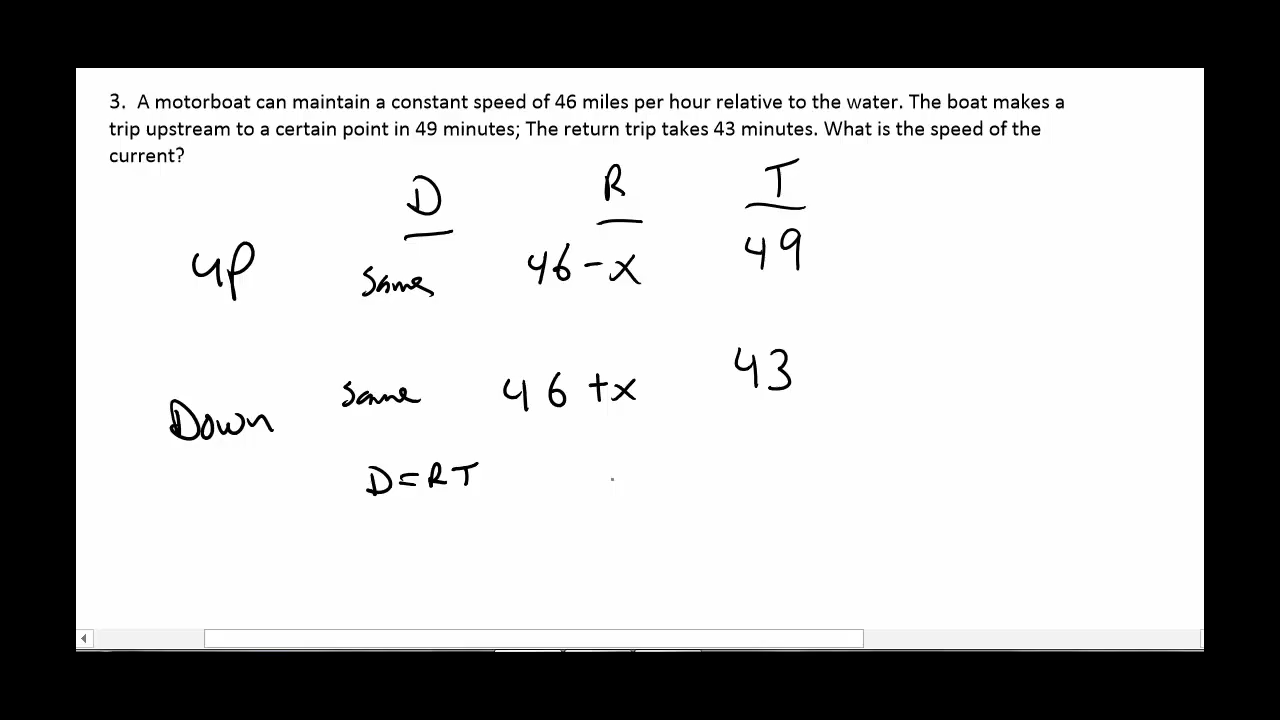 3. A motorboat can maintain a constant speed of 46 miles per hour relative to the water. The boat makes a
trip upstream to a certain point in 49 minutes; The return trip takes 43 minutes. What is the speed of the
current?
D R T
up same 46 - x 49
Down same 46 + x 43
D = RT